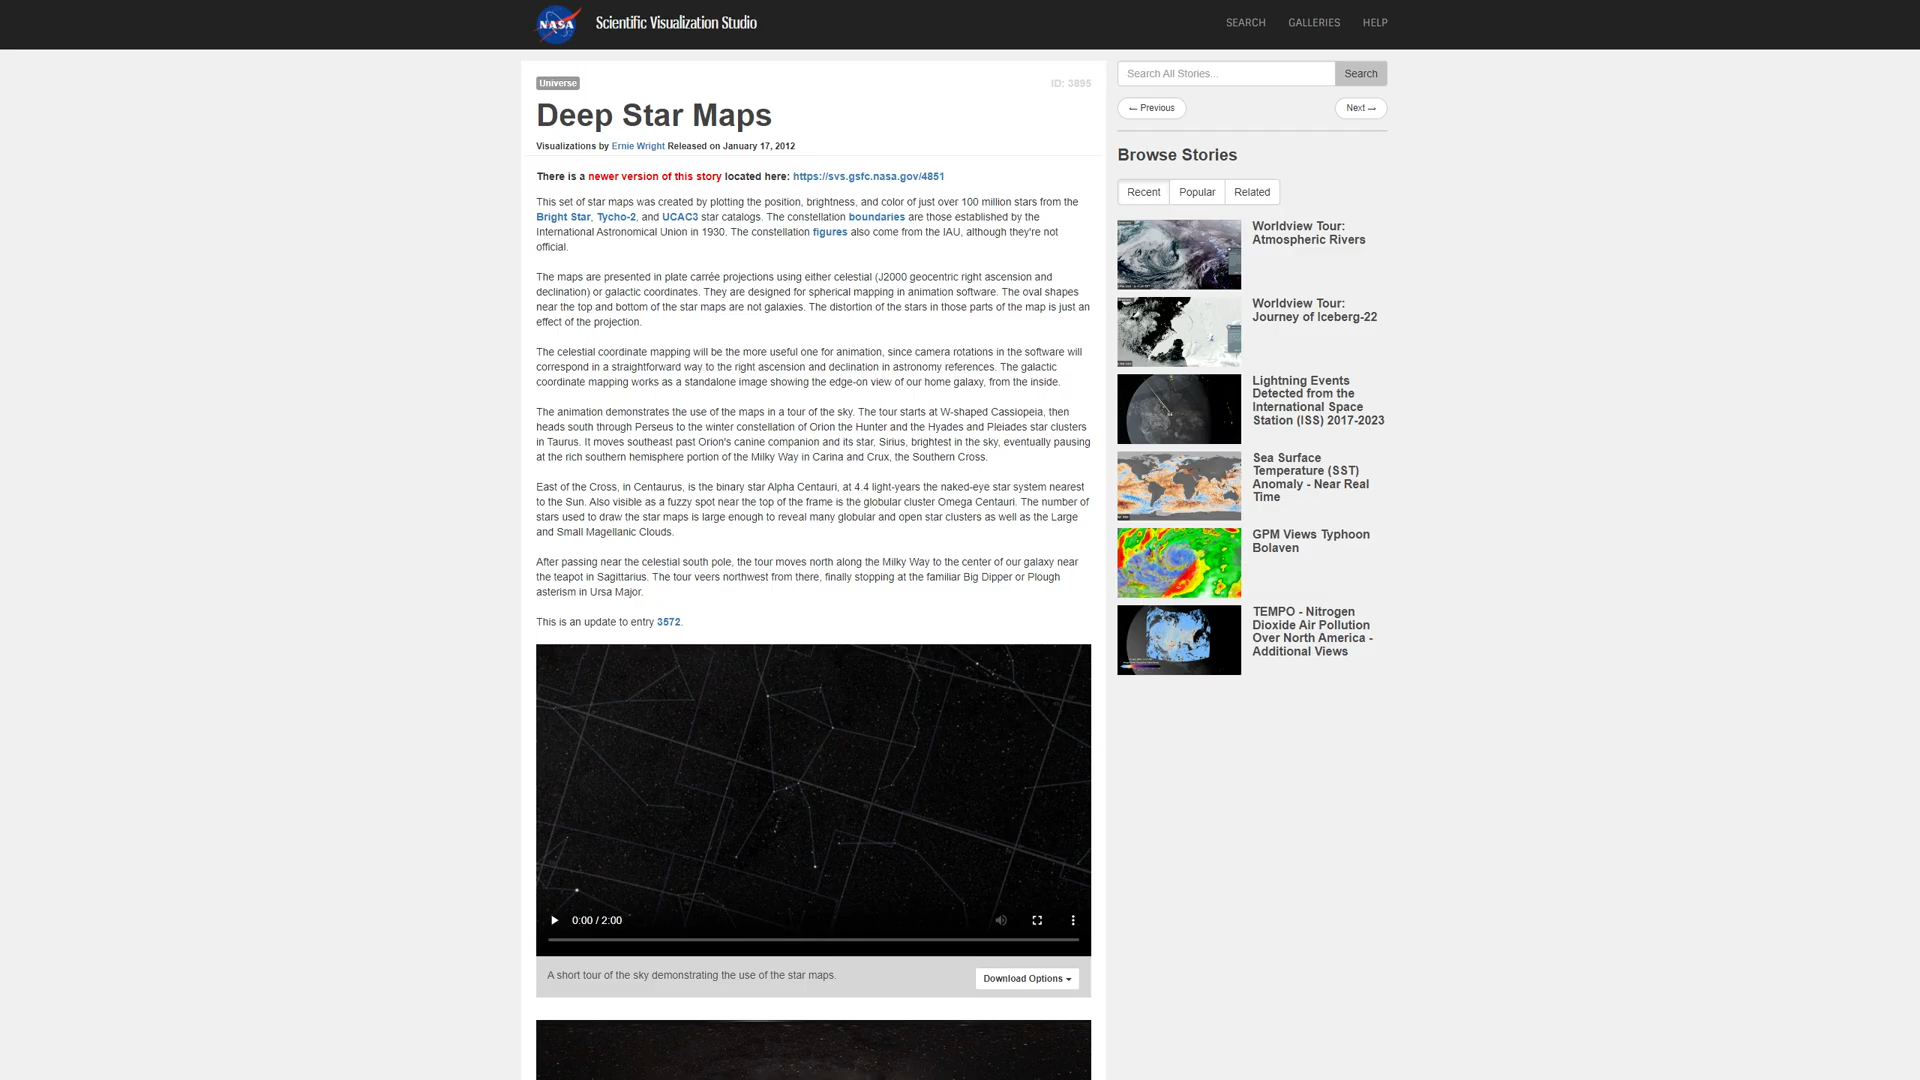 NASA
Scientific Visualization Studio
SEARCH
GALLERIES
HELP
Universe
ID: 3895
Deep Star Maps
Visualizations by Ernie Wright Released on January 17, 2012
There is a newer version of this story located here: https://svs.gsfc.nasa.gov/4851
This set of star maps was created by plotting the position, brightness, and color of just over 100 million stars from the
Bright Star, Tycho-2, and UCAC3 star catalogs. The constellation boundaries are those established by the
International Astronomical Union in 1930. The constellation figures also come from the IAU, although they're not
official.
The maps are presented in plate carrée projections using either celestial (J2000 geocentric right ascension and
declination) or galactic coordinates. They are designed for spherical mapping in animation software. The oval shapes
near the top and bottom of the star maps are not galaxies. The distortion of the stars in those parts of the map is just an
effect of the projection.
The celestial coordinate mapping will be the more useful one for animation, since camera rotations in the software will
correspond in a straightforward way to the right ascension and declination in astronomy references. The galactic
coordinate mapping works as a standalone image showing the edge-on view of our home galaxy, from the inside.
The animation demonstrates the use of the maps in a tour of the sky. The tour starts at W-shaped Cassiopeia, then
heads south through Perseus to the winter constellation of Orion the Hunter and the Hyades and Pleiades star clusters
in Taurus. It moves southeast past Orion's canine companion and its star, Sirius, brightest in the sky, eventually pausing
at the rich southern hemisphere portion of the Milky Way in Carina and Crux, the Southern Cross.
East of the Cross, in Centaurus, is the binary star Alpha Centauri, at 4.4 light-years the naked-eye star system nearest
to the Sun. Also visible as a fuzzy spot near the top of the frame is the globular cluster Omega Centauri. The number of
stars used to draw the star maps is large enough to reveal many globular and open star clusters as well as the Large
and Small Magellanic Clouds.
After passing near the celestial south pole, the tour moves north along the Milky Way to the center of our galaxy near
the teapot in Sagittarius. The tour veers northwest from there, finally stopping at the familiar Big Dipper or Plough
asterism in Ursa Major.
This is an update to entry 3572.
0:00 / 2:00
A short tour of the sky demonstrating the use of the star maps.
Download Options
Search All Stories...
Search
← Previous
Next →
Browse Stories
Recent
Popular
Related
Worldview Tour:
Atmospheric Rivers
Worldview Tour:
Journey of Iceberg-22
Lightning Events
Detected from the
International Space
Station (ISS) 2017-2023
Sea Surface
Temperature (SST)
Anomaly - Near Real
Time
GPM Views Typhoon
Bolaven
TEMPO - Nitrogen
Dioxide Air Pollution
Over North America -
Additional Views